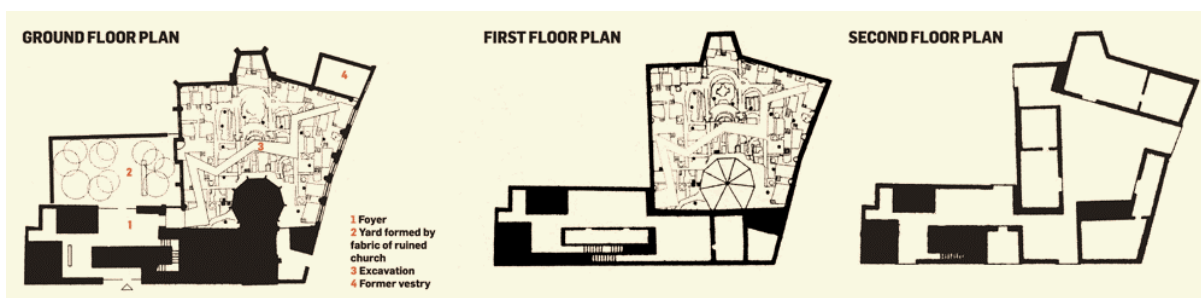 GROUND FLOOR PLAN
FIRST FLOOR PLAN
SECOND FLOOR PLAN
4
3
2
1
1 Foyer
2 Yard formed by
fabric of ruined
church
3 Excavation
4 Former vestry